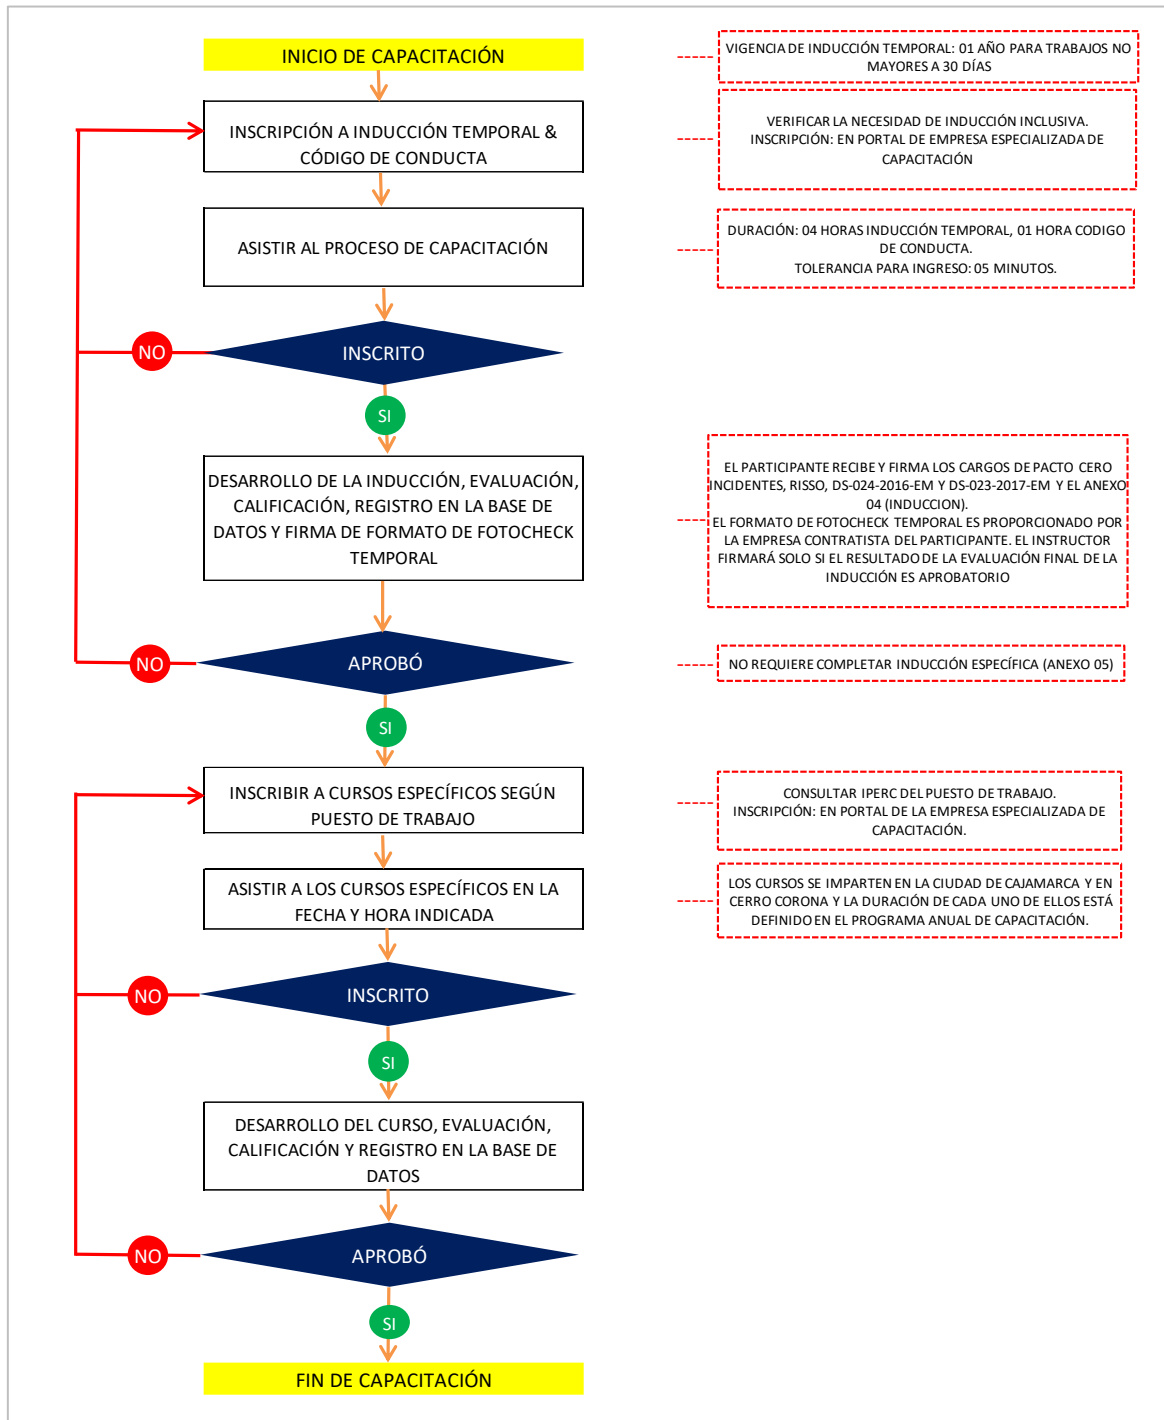 INICIO DE CAPACITACIÓN
VIGENCIA DE INDUCCIÓN TEMPORAL: 01 AÑO PARA TRABAJOS NO
MAYORES A 30 DÍAS
INSCRIPCIÓN A INDUCCIÓN TEMPORAL &
CÓDIGO DE CONDUCTA
VERIFICAR LA NECESIDAD DE INDUCCIÓN INCLUSIVA.
INSCRIPCIÓN: EN PORTAL DE EMPRESA ESPECIALIZADA DE
CAPACITACIÓN
ASISTIR AL PROCESO DE CAPACITACIÓN
DURACIÓN: 04 HORAS INDUCCIÓN TEMPORAL, 01 HORA CODIGO
DE CONDUCTA.
TOLERANCIA PARA INGRESO: 05 MINUTOS.
NO
INSCRITO
SI
DESARROLLO DE LA INDUCCIÓN, EVALUACIÓN,
CALIFICACIÓN, REGISTRO EN LA BASE DE
DATOS Y FIRMA DE FORMATO DE FOTOCHECK
TEMPORAL
EL PARTICIPANTE RECIBE Y FIRMA LOS CARGOS DE PACTO CERO
INCIDENTES, RISSO, DS-024-2016-EM Y DS-023-2017-EM Y EL ANEXO
04 (INDUCCION).
EL FORMATO DE FOTOCHECK TEMPORAL ES PROPORCIONADO POR
LA EMPRESA CONTRATISTA DEL PARTICIPANTE. EL INSTRUCTOR
FIRMARÁ SOLO SI EL RESULTADO DE LA EVALUACIÓN FINAL DE LA
INDUCCIÓN ES APROBATORIO
NO
APROBÓ
NO REQUIERE COMPLETAR INDUCCIÓN ESPECÍFICA (ANEXO 05)
SI
INSCRIBIR A CURSOS ESPECÍFICOS SEGÚN
PUESTO DE TRABAJO
CONSULTAR IPERC DEL PUESTO DE TRABAJO.
INSCRIPCIÓN: EN PORTAL DE LA EMPRESA ESPECIALIZADA DE
CAPACITACIÓN.
ASISTIR A LOS CURSOS ESPECÍFICOS EN LA
FECHA Y HORA INDICADA
LOS CURSOS SE IMPARTEN EN LA CIUDAD DE CAJAMARCA Y EN
CERRO CORONA Y LA DURACIÓN DE CADA UNO DE ELLOS ESTÁ
DEFINIDO EN EL PROGRAMA ANUAL DE CAPACITACIÓN.
NO
INSCRITO
SI
DESARROLLO DEL CURSO, EVALUACIÓN,
CALIFICACIÓN Y REGISTRO EN LA BASE DE
DATOS
NO
APROBÓ
SI
FIN DE CAPACITACIÓN